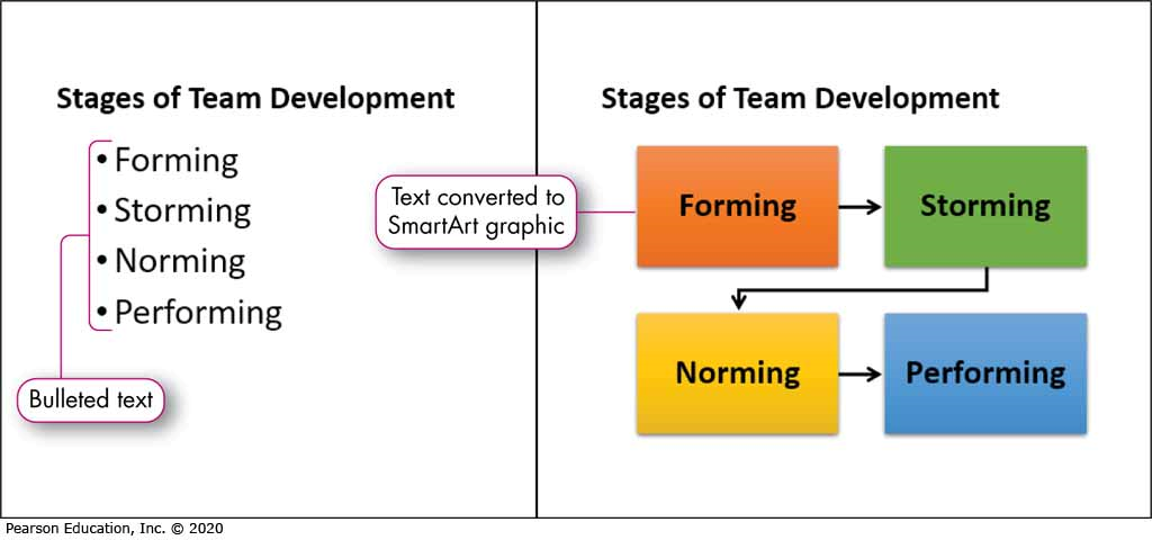 Stages of Team Development
• Forming
• Storming
• Norming
• Performing
Bulleted text
Stages of Team Development
Text converted to
SmartArt graphic
Forming
Storming
Norming
Performing
Pearson Education, Inc. © 2020